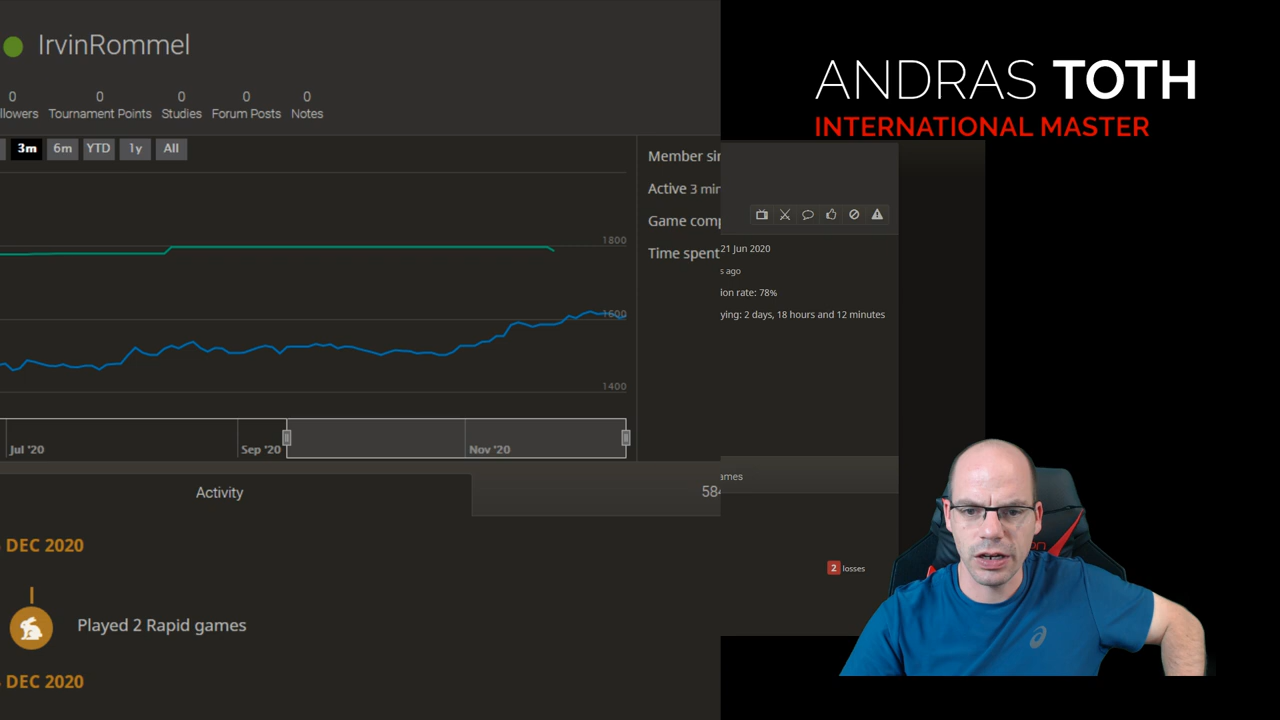 IrvinRommel
ANDRAS TOTH
INTERNATIONAL MASTER
0 0 0 0 0
llowers Tournament Points Studies Forum Posts Notes
3m 6m YTD 1y All
Member sin
Active 3 min
Game comp
Time spent
21 Jun 2020
s ago
ion rate: 78%
ying: 2 days, 18 hours and 12 minutes
1800
1600
1400
Jul '20 Sep '20 Nov '20
Activity
584
ames
DEC 2020
2 losses
Played 2 Rapid games
DEC 2020